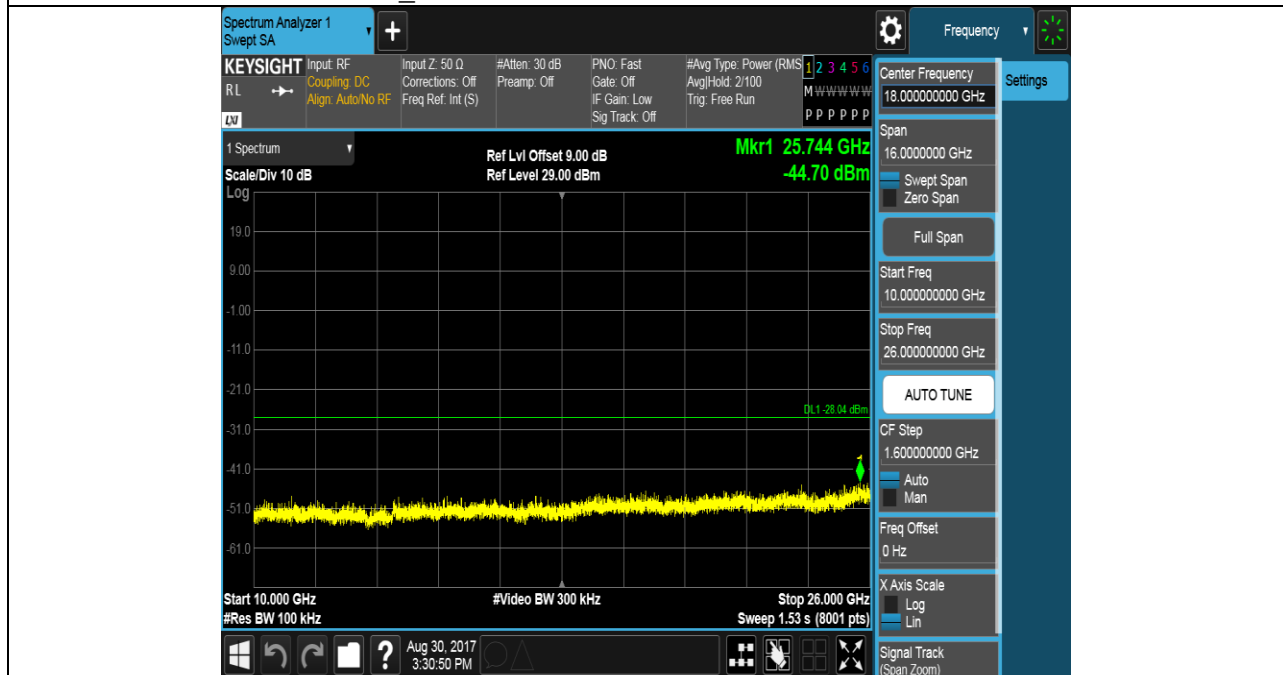 Spectrum Analyzer 1
Swept SA
+
Frequency
KEYSIGHT
RL
LXI
Input: RF
Coupling: DC
Align: Auto/No RF
Input Z: 50 Ω
Corrections: Off
Freq Ref: Int (S)
#Atten: 30 dB
Preamp: Off
PNO: Fast
Gate: Off
IF Gain: Low
Sig Track: Off
#Avg Type: Power (RMS
Avg|Hold: 2/100
Trig: Free Run
1 2 3 4 5 6
M W W W W W
P P P P P P
1 Spectrum
Scale/Div 10 dB
Log
Ref Lvl Offset 9.00 dB
Ref Level 29.00 dBm
Mkr1 25.744 GHz
-44.70 dBm
19.0
9.00
-1.00
-11.0
-21.0
DL1 -28.04 dBm
-31.0
-41.0
1
-51.0
-61.0
Start 10.000 GHz
#Video BW 300 kHz
Stop 26.000 GHz
#Res BW 100 kHz
Sweep 1.53 s (8001 pts)
?
Aug 30, 2017
3:30:50 PM
Center Frequency
18.000000000 GHz
Span
16.0000000 GHz
Swept Span
Zero Span
Full Span
Start Freq
10.000000000 GHz
Stop Freq
26.000000000 GHz
AUTO TUNE
CF Step
1.600000000 GHz
Auto
Man
Freq Offset
0 Hz
X Axis Scale
Log
Lin
Signal Track
(Span Zoom)
Settings